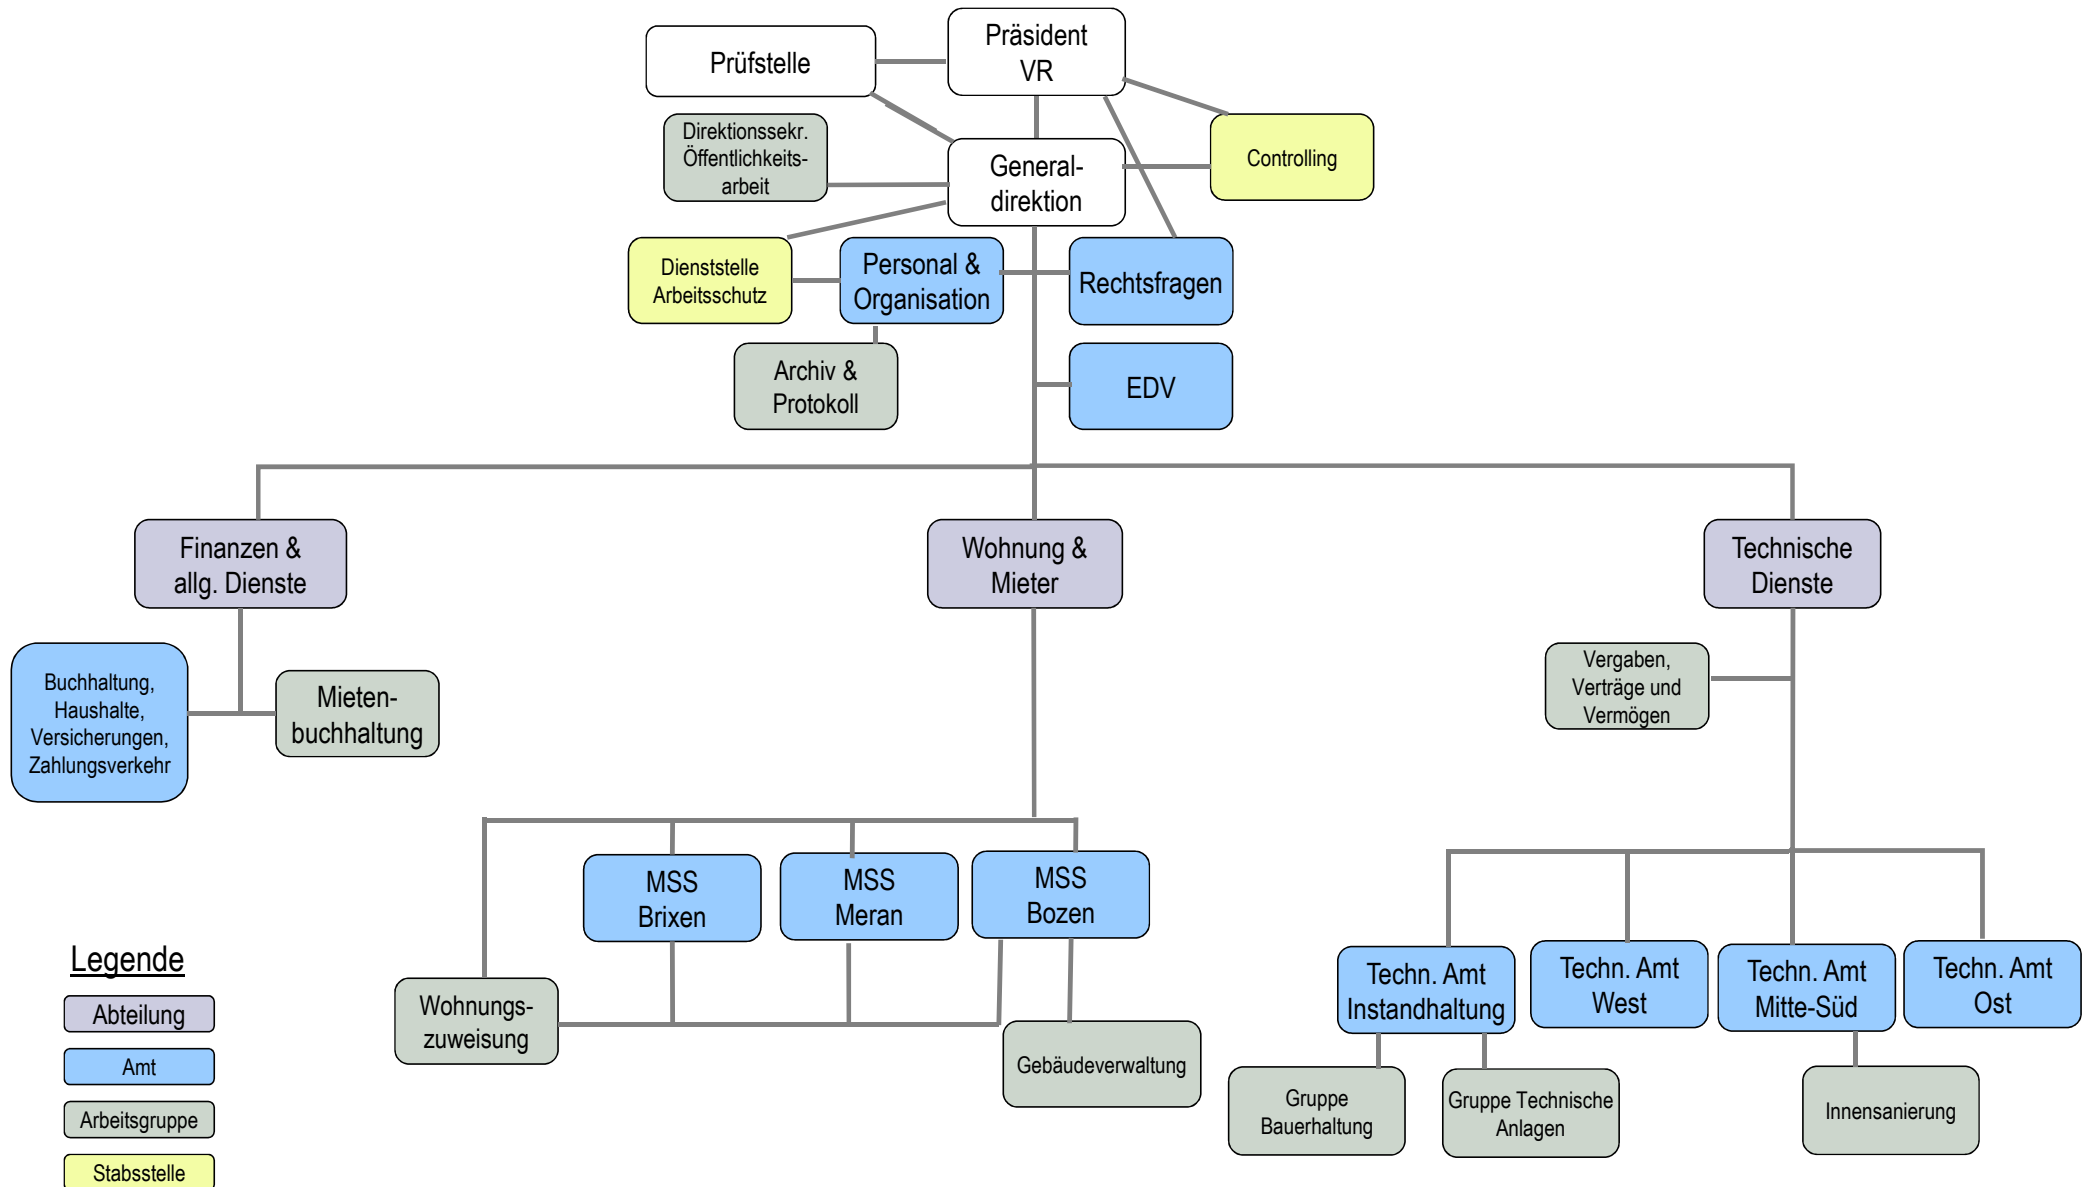 Präsident
VR
Prüfstelle
Direktionssekr.
Öffentlichkeits-
arbeit
General-
direktion
Controlling
Dienststelle
Arbeitsschutz
Personal &
Organisation
Rechtsfragen
Archiv &
Protokoll
EDV
Finanzen &
allg. Dienste
Wohnung &
Mieter
Technische
Dienste
Buchhaltung,
Haushalte,
Versicherungen,
Zahlungsverkehr
Mieten-
buchhaltung
Vergaben,
Verträge und
Vermögen
MSS
Brixen
MSS
Meran
MSS
Bozen
Wohnungs-
zuweisung
Gebäudeverwaltung
Techn. Amt
Instandhaltung
Techn. Amt
West
Techn. Amt
Mitte-Süd
Techn. Amt
Ost
Gruppe
Bauerhaltung
Gruppe Technische
Anlagen
Innensanierung
Legende
Abteilung
Amt
Arbeitsgruppe
Stabsstelle